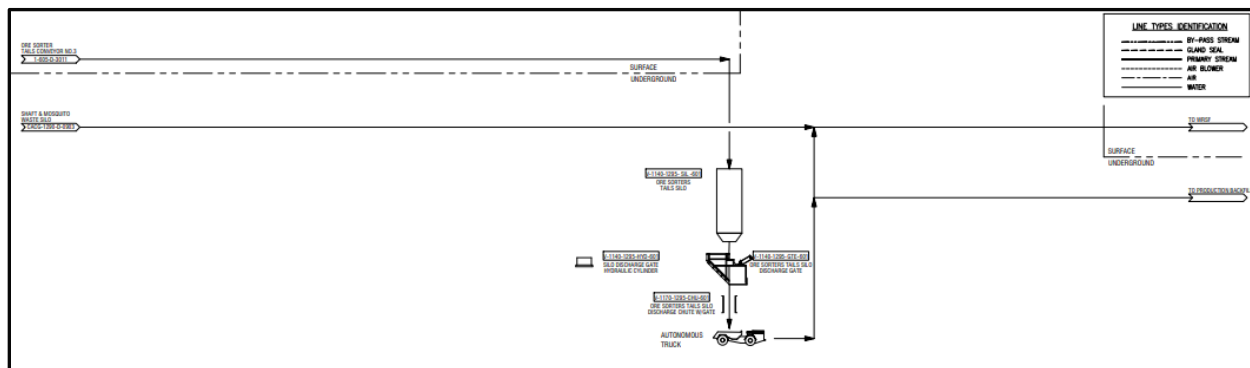 LINE TYPES IDENTIFICATION
BY-PASS STREAM
GLAND SEAL
PRIMARY STREAM
AIR BLOWER
AIR
WATER
ORE SORTER
TAILS CONVEYOR NO.3
1-605-D-3011
SURFACE
UNDERGROUND
SHAFT & MOSQUITO
WASTE SILO
TO WRSF
SURFACE
UNDERGROUND
ORE SORTERS
TAILS SILO
TO PRODUCTION BACKFILL
SILO DISCHARGE GATE
HYDRAULIC CYLINDER
ORE SORTERS TAILS SILO
DISCHARGE GATE
ORE SORTERS TAILS SILO
DISCHARGE CHUTE W/GATE
AUTONOMOUS
TRUCK